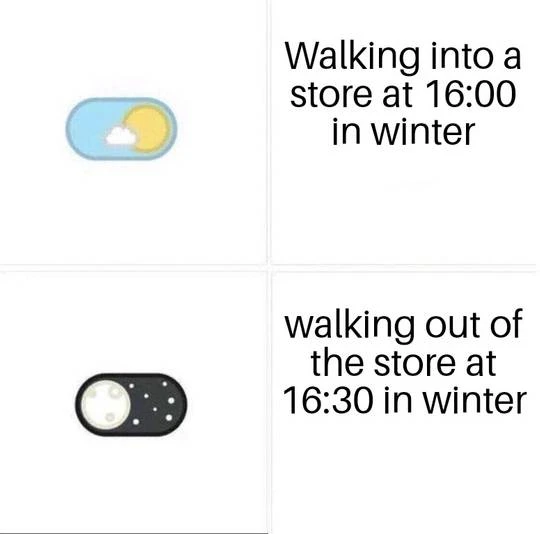 Walking into a
store at 16:00
in winter
walking out of
the store at
16:30 in winter